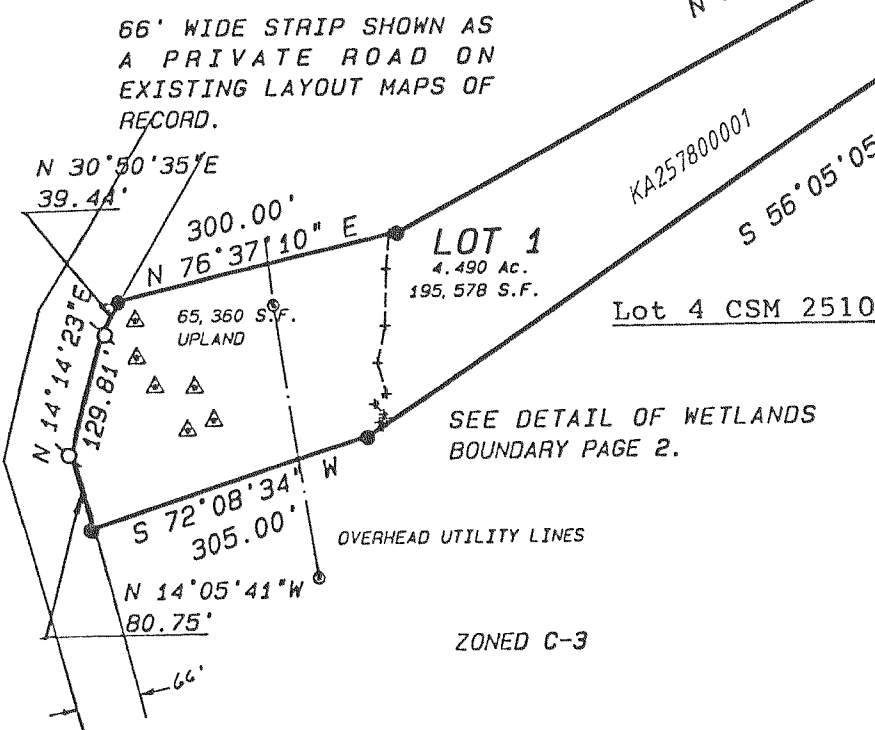 66' WIDE STRIP SHOWN AS
A PRIVATE ROAD ON
EXISTING LAYOUT MAPS OF
RECORD.
N
N 30°50'35"E
39.44'
300.00'
N 76°37'10" E
KA257800001
S 56°05'05
LOT 1
4.490 Ac.
195,578 S.F.
65,360 S.F.
UPLAND
Lot 4 CSM 2510
N 14°14'23"E
129.81'
SEE DETAIL OF WETLANDS
BOUNDARY PAGE 2.
S 72°08'34" W
305.00'
OVERHEAD UTILITY LINES
N 14°05'41"W
80.75'
ZONED C-3
66'